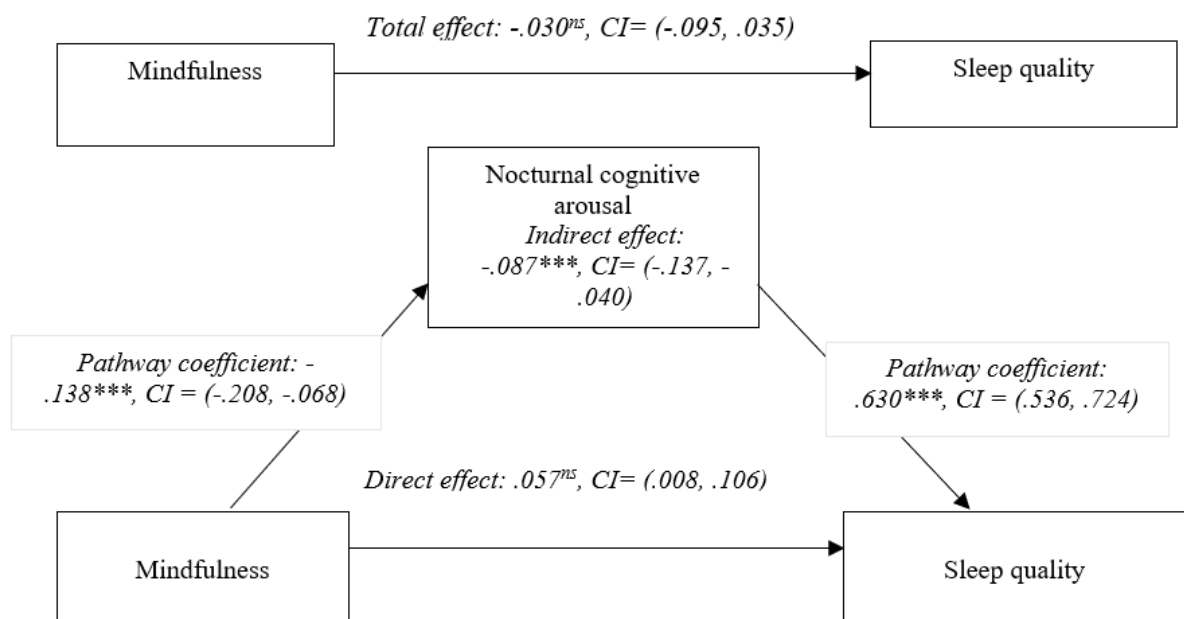 Total effect: -.030ns, CI= (-.095, .035)
Mindfulness
Sleep quality
Nocturnal cognitive
arousal
Indirect effect:
-.087***, CI= (-.137, -
.040)
Pathway coefficient: -
.138***, CI = (-.208, -.068)
Pathway coefficient:
.630***, CI = (.536, .724)
Direct effect: .057ns, CI= (.008, .106)
Mindfulness
Sleep quality